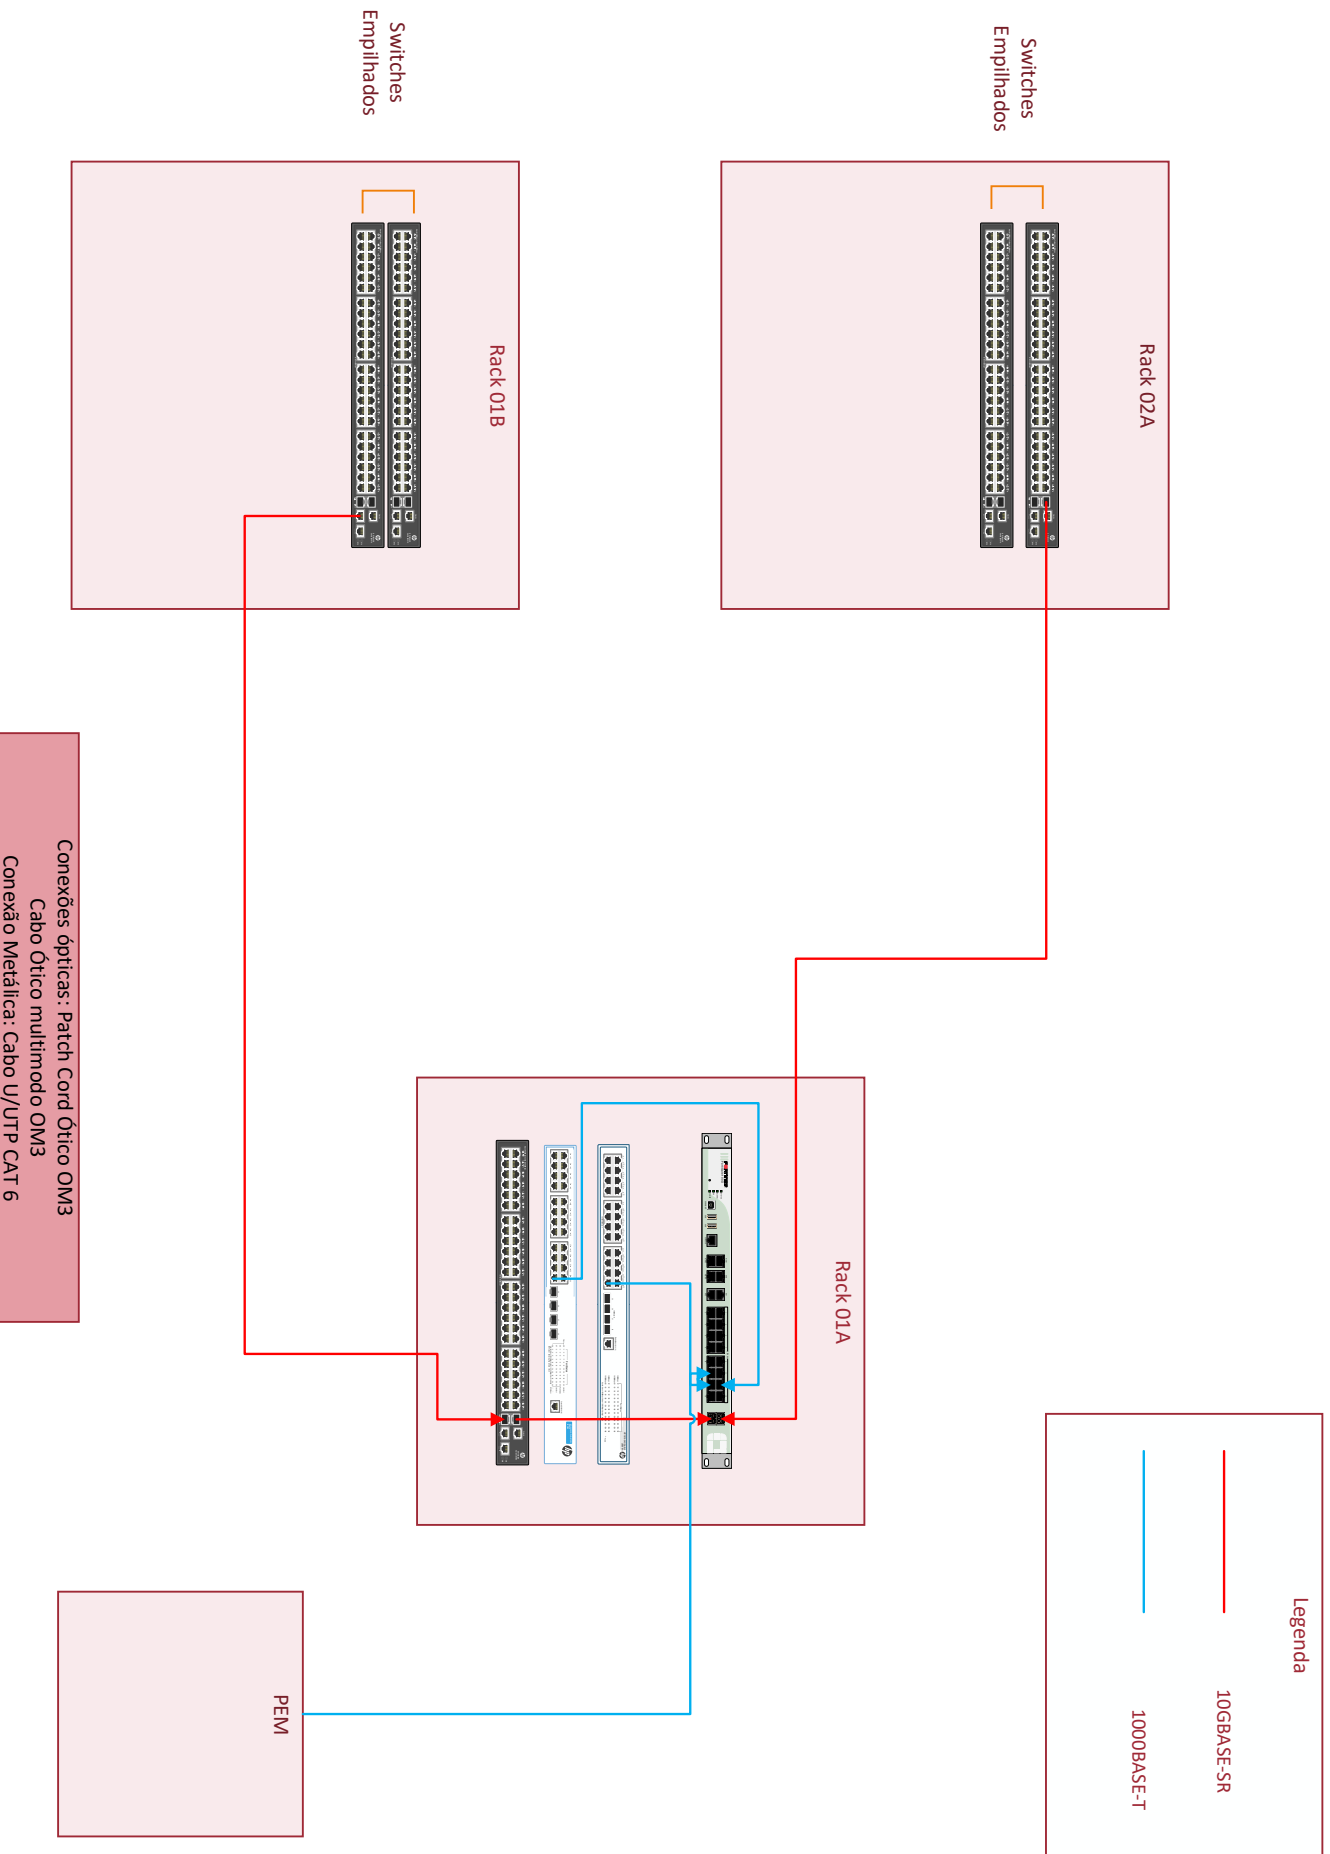 Switches
Empilhados
Switches
Empilhados
Rack 02A
Rack 01B
Rack 01A
Legenda
10GBASE-SR
1000BASE-T
PEM
Conexões ópticas: Patch Cord Ótico OM3
Cabo Ótico multimodo OM3
Conexão Metálica: Cabo U/UTP CAT 6